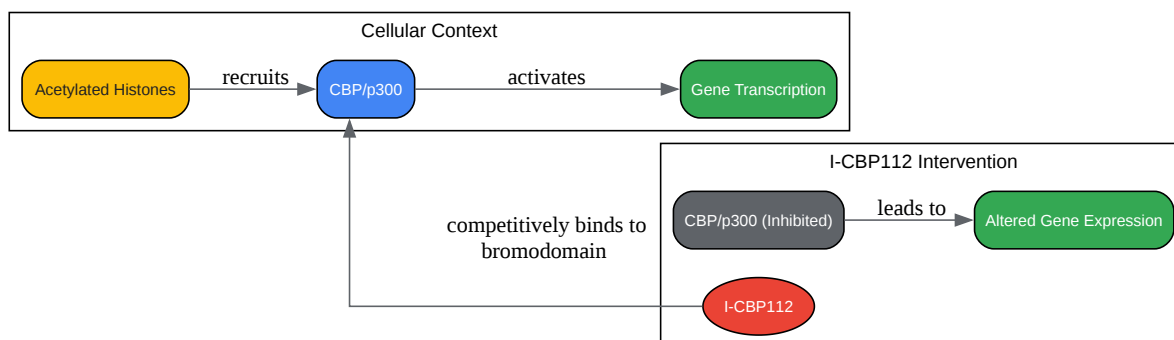 Cellular Context
Acetylated Histones
recruits
CBP/p300
activates
Gene Transcription
I-CBP112 Intervention
CBP/p300 (Inhibited)
leads to
Altered Gene Expression
competitively binds to
bromodomain
I-CBP112